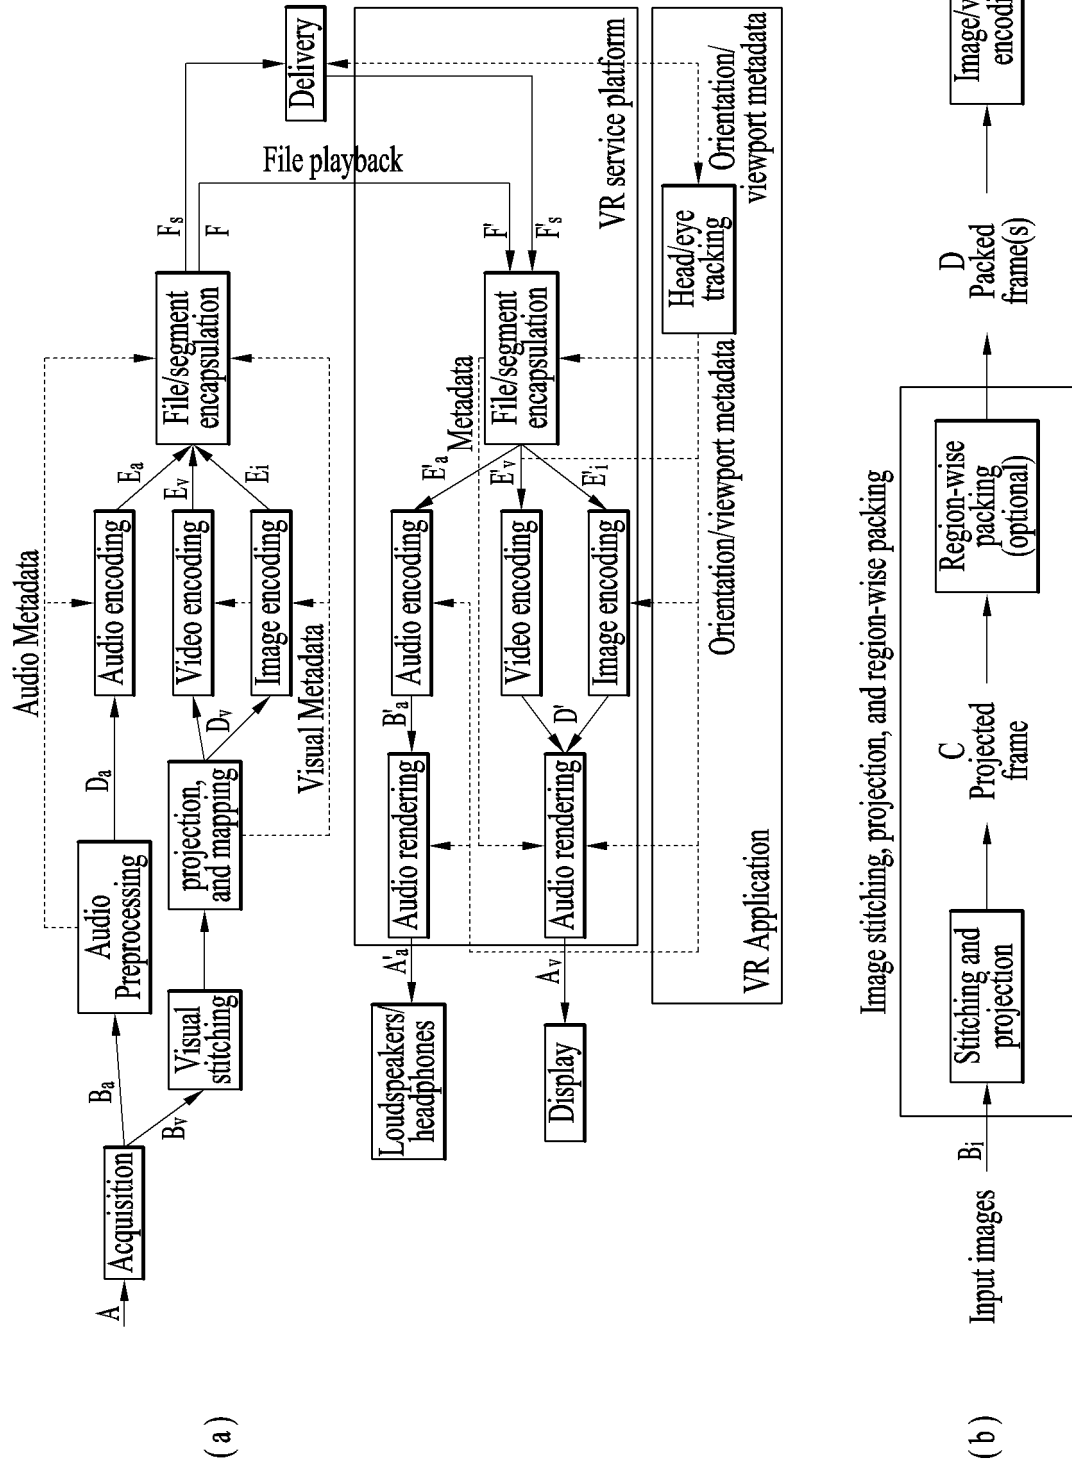 (a)
A
Acquisition
Ba
Bv
Audio
Preprocessing
Visual
stitching
projection,
and mapping
Audio Metadata
Da
Dv
Visual Metadata
Audio encoding
Video encoding
Image encoding
Ea
Ev
Ei
File/segment
encapsulation
Fs
F
Delivery
File playback
Loudspeakers/
headphones
Display
A'a
Av
Audio rendering
Audio rendering
B'a
D'
Audio encoding
Video encoding
Image encoding
E'a
E'v
E'i
Metadata
File/segment
encapsulation
F'
F's
VR service platform
VR Application
Orientation/viewport metadata
Head/eye
tracking
Orientation/
viewport metadata
(b)
Image stitching, projection, and region-wise packing
Input images
Bi
Stitching and
projection
C
Projected
frame
Region-wise
packing
(optional)
D
Packed
frame(s)